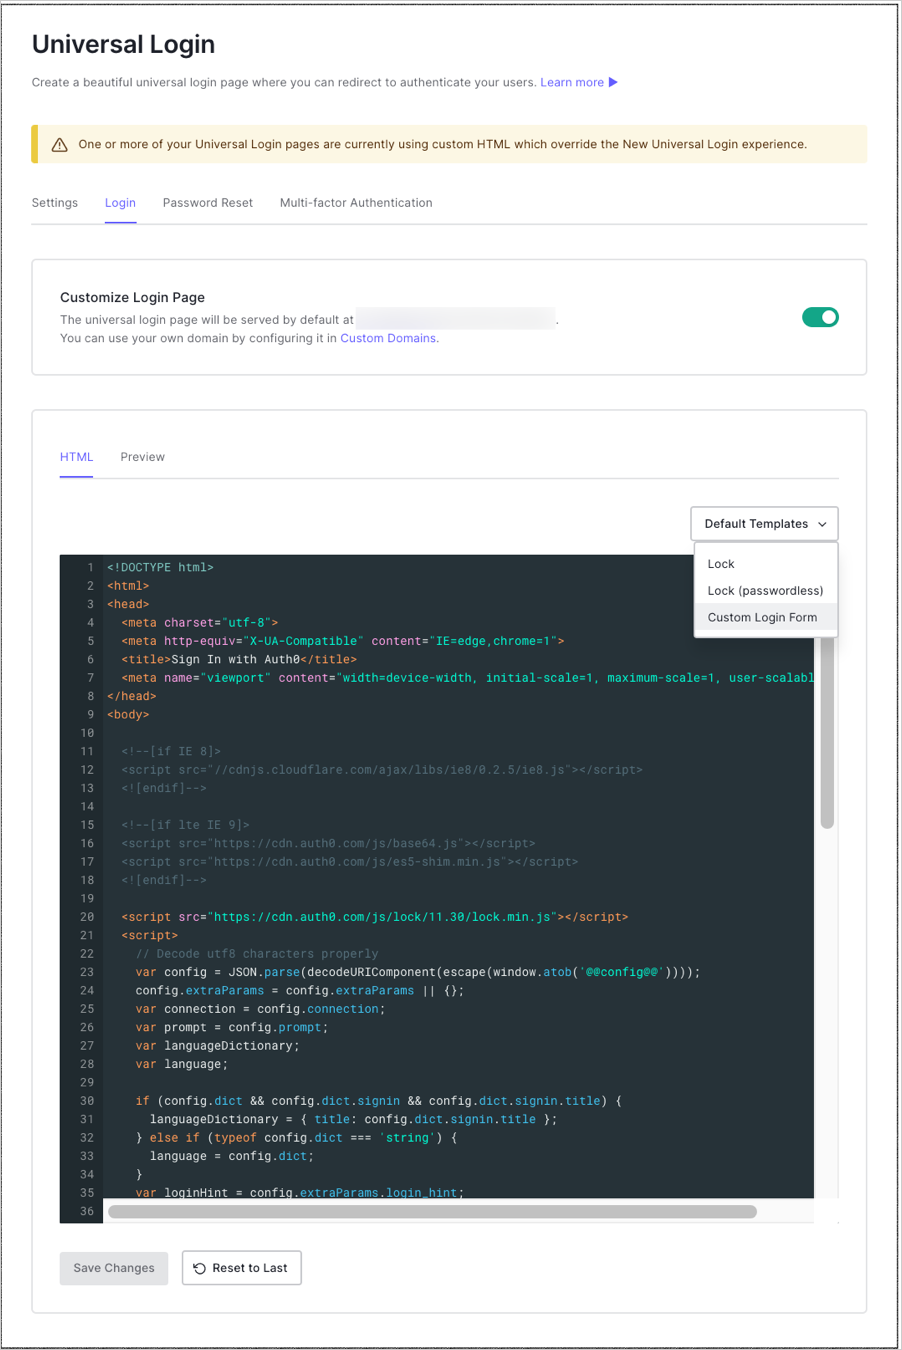 Universal Login
Create a beautiful universal login page where you can redirect to authenticate your users. Learn more ▶
One or more of your Universal Login pages are currently using custom HTML which override the New Universal Login experience.
Settings Login Password Reset Multi-factor Authentication
Customize Login Page
The universal login page will be served by default at .
You can use your own domain by configuring it in Custom Domains.
HTML Preview
Default Templates
Lock
Lock (passwordless)
Custom Login Form
1 <!DOCTYPE html>
2 <html>
3 <head>
4   <meta charset="utf-8">
5   <meta http-equiv="X-UA-Compatible" content="IE=edge,chrome=1">
6   <title>Sign In with Auth0</title>
7   <meta name="viewport" content="width=device-width, initial-scale=1, maximum-scale=1, user-scalabl
8 </head>
9 <body>
10
11   <!--[if IE 8]>
12   <script src="//cdnjs.cloudflare.com/ajax/libs/ie8/0.2.5/ie8.js"></script>
13   <![endif]-->
14
15   <!--[if lte IE 9]>
16   <script src="https://cdn.auth0.com/js/base64.js"></script>
17   <script src="https://cdn.auth0.com/js/es5-shim.min.js"></script>
18   <![endif]-->
19
20   <script src="https://cdn.auth0.com/js/lock/11.30/lock.min.js"></script>
21   <script>
22     // Decode utf8 characters properly
23     var config = JSON.parse(decodeURIComponent(escape(window.atob('@@config@@'))));
24     config.extraParams = config.extraParams || {};
25     var connection = config.connection;
26     var prompt = config.prompt;
27     var languageDictionary;
28     var language;
29
30     if (config.dict && config.dict.signin && config.dict.signin.title) {
31       languageDictionary = { title: config.dict.signin.title };
32     } else if (typeof config.dict === 'string') {
33       language = config.dict;
34     }
35     var loginHint = config.extraParams.login_hint;
36
Save Changes Reset to Last